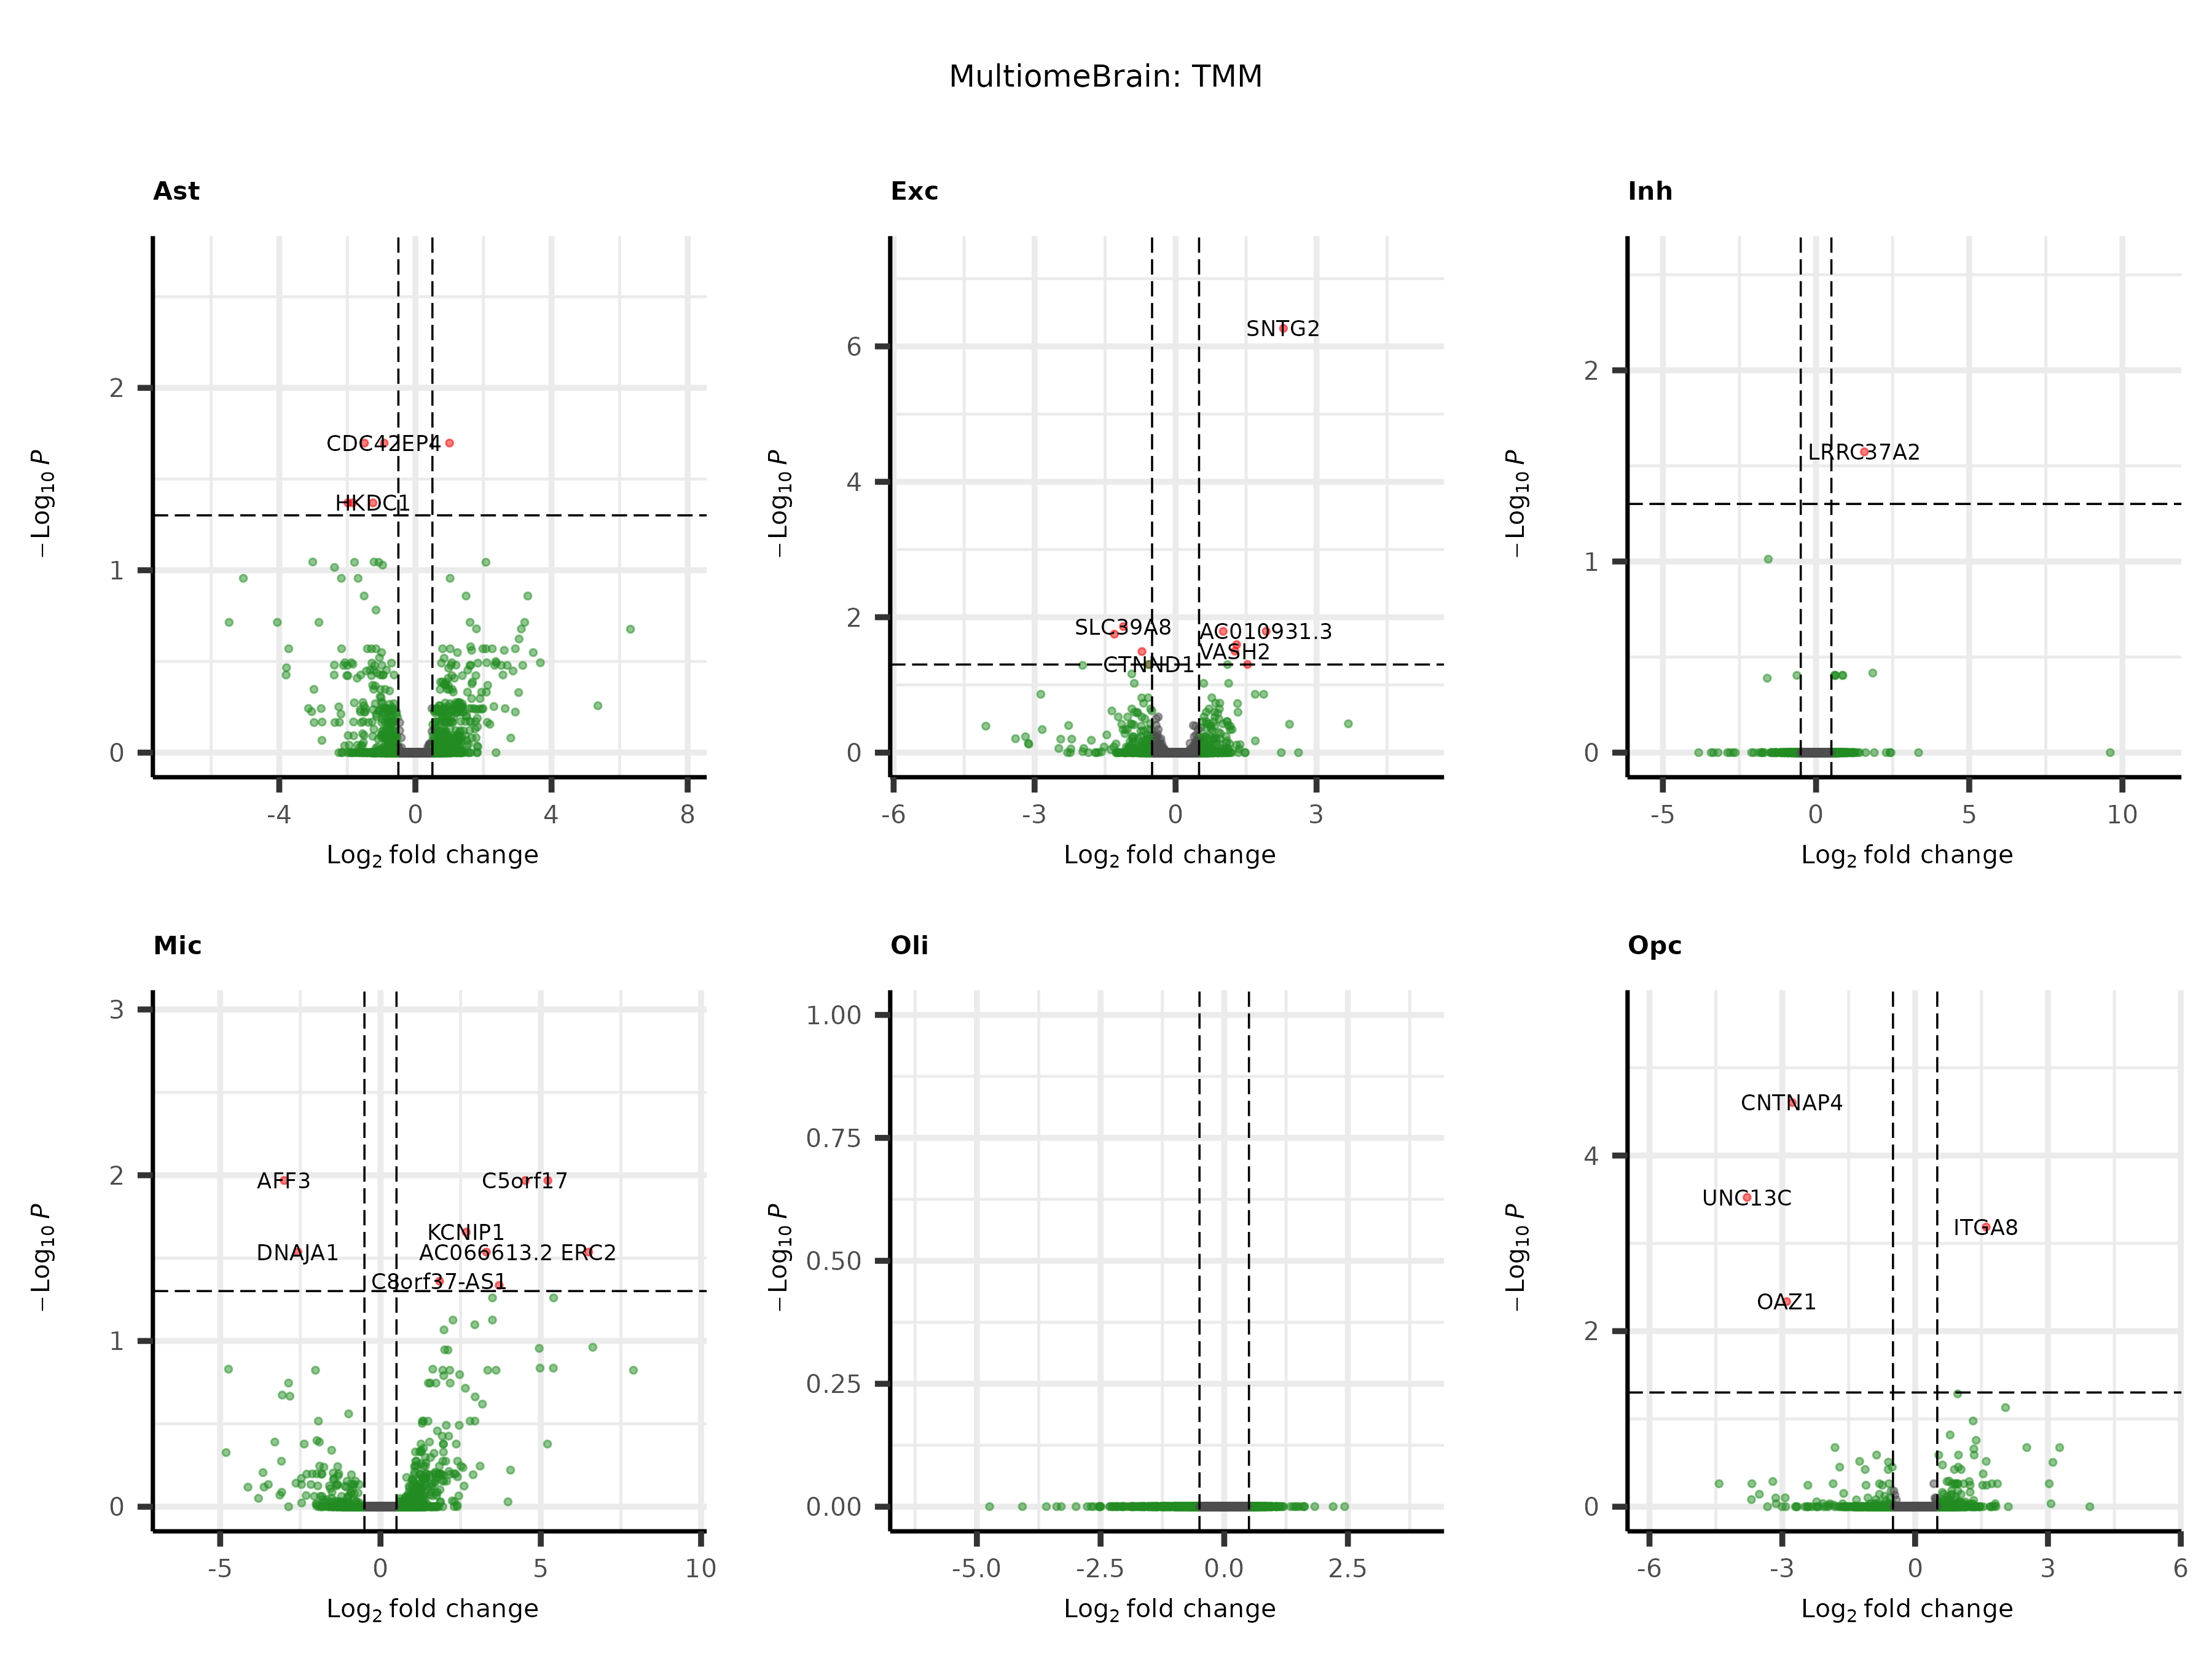 MultiomeBrain: TMM
Ast
−Log10 P
2
1
0
CDC42EP4
HKDC1
-4 0 4 8
Log2 fold change
Exc
−Log10 P
6
4
2
0
SNTG2
SLC39A8
AC010931.3
VASH2
CTNND1
-6 -3 0 3
Log2 fold change
Inh
−Log10 P
2
1
0
LRRC37A2
-5 0 5 10
Log2 fold change
Mic
−Log10 P
3
2
1
0
AFF3
C5orf17
KCNIP1
DNAJA1
AC066613.2
ERC2
C8orf37-AS1
-5 0 5 10
Log2 fold change
Oli
−Log10 P
1.00
0.75
0.50
0.25
0.00
-5.0 -2.5 0.0 2.5
Log2 fold change
Opc
−Log10 P
4
2
0
CNTNAP4
UNC13C
ITGA8
OAZ1
-6 -3 0 3 6
Log2 fold change